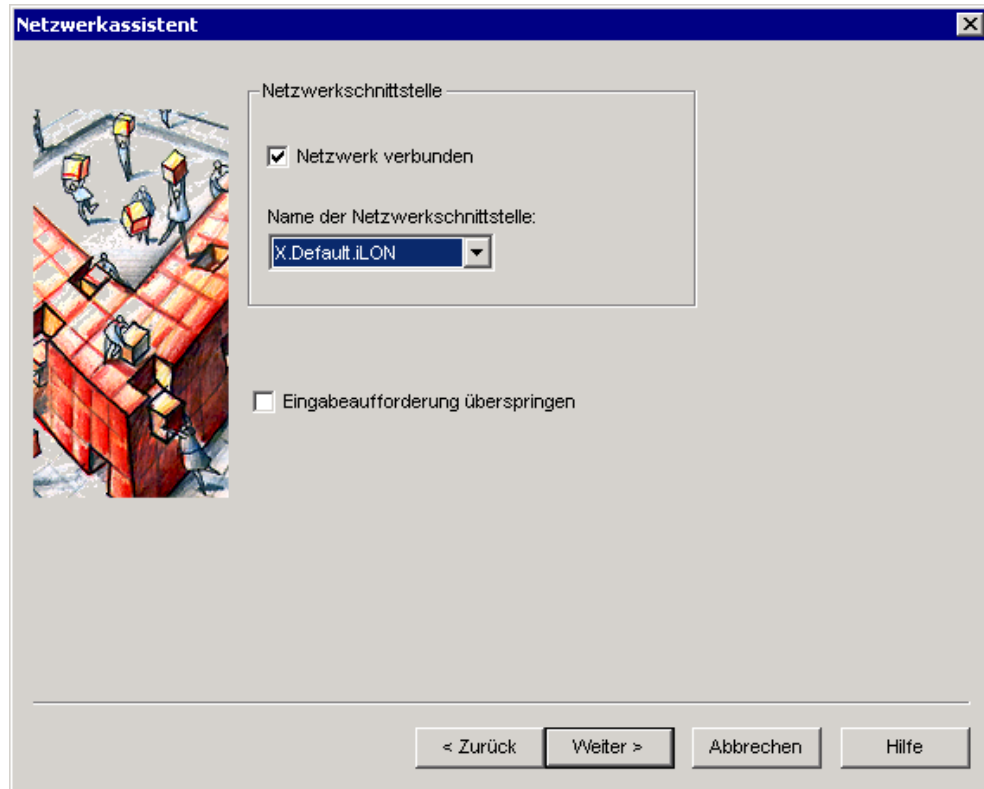 Netzwerkassistent
Netzwerkschnittstelle
Netzwerk verbunden
Name der Netzwerkschnittstelle:
X.Default.iLON
Eingabeaufforderung überspringen
< Zurück
Weiter >
Abbrechen
Hilfe